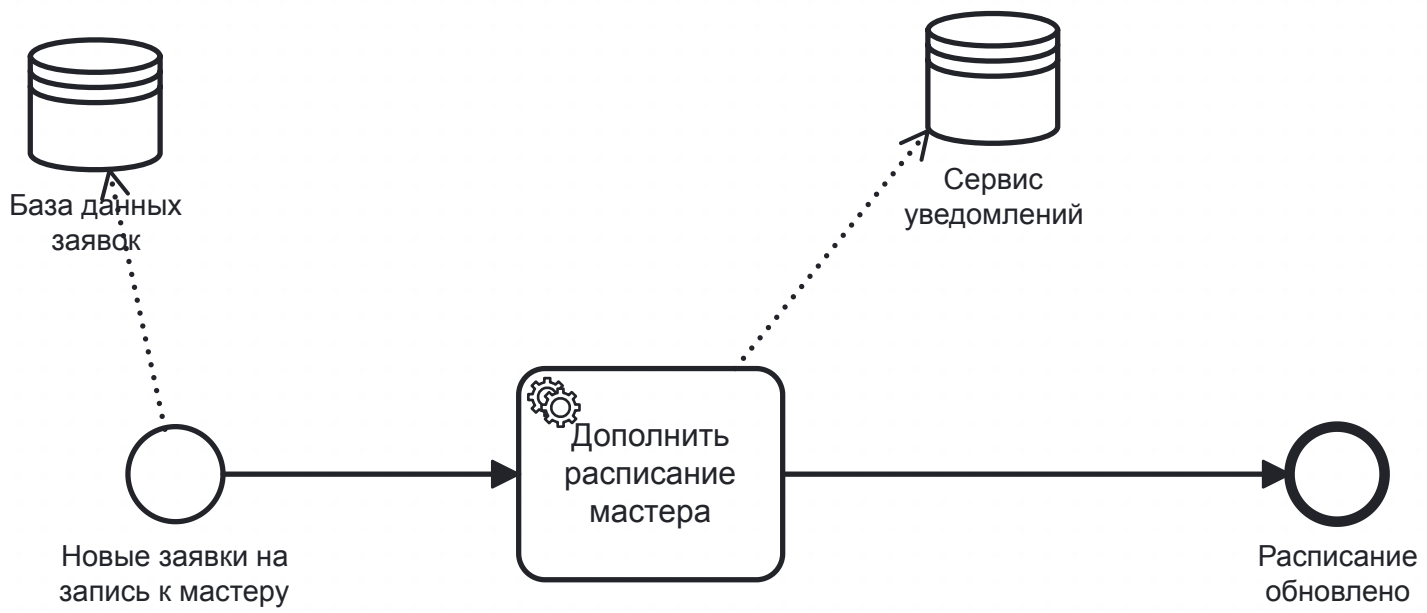 База данных
заявок
Сервис
уведомлений
Дополнить
расписание
мастера
Новые заявки на
запись к мастеру
Расписание
обновлено